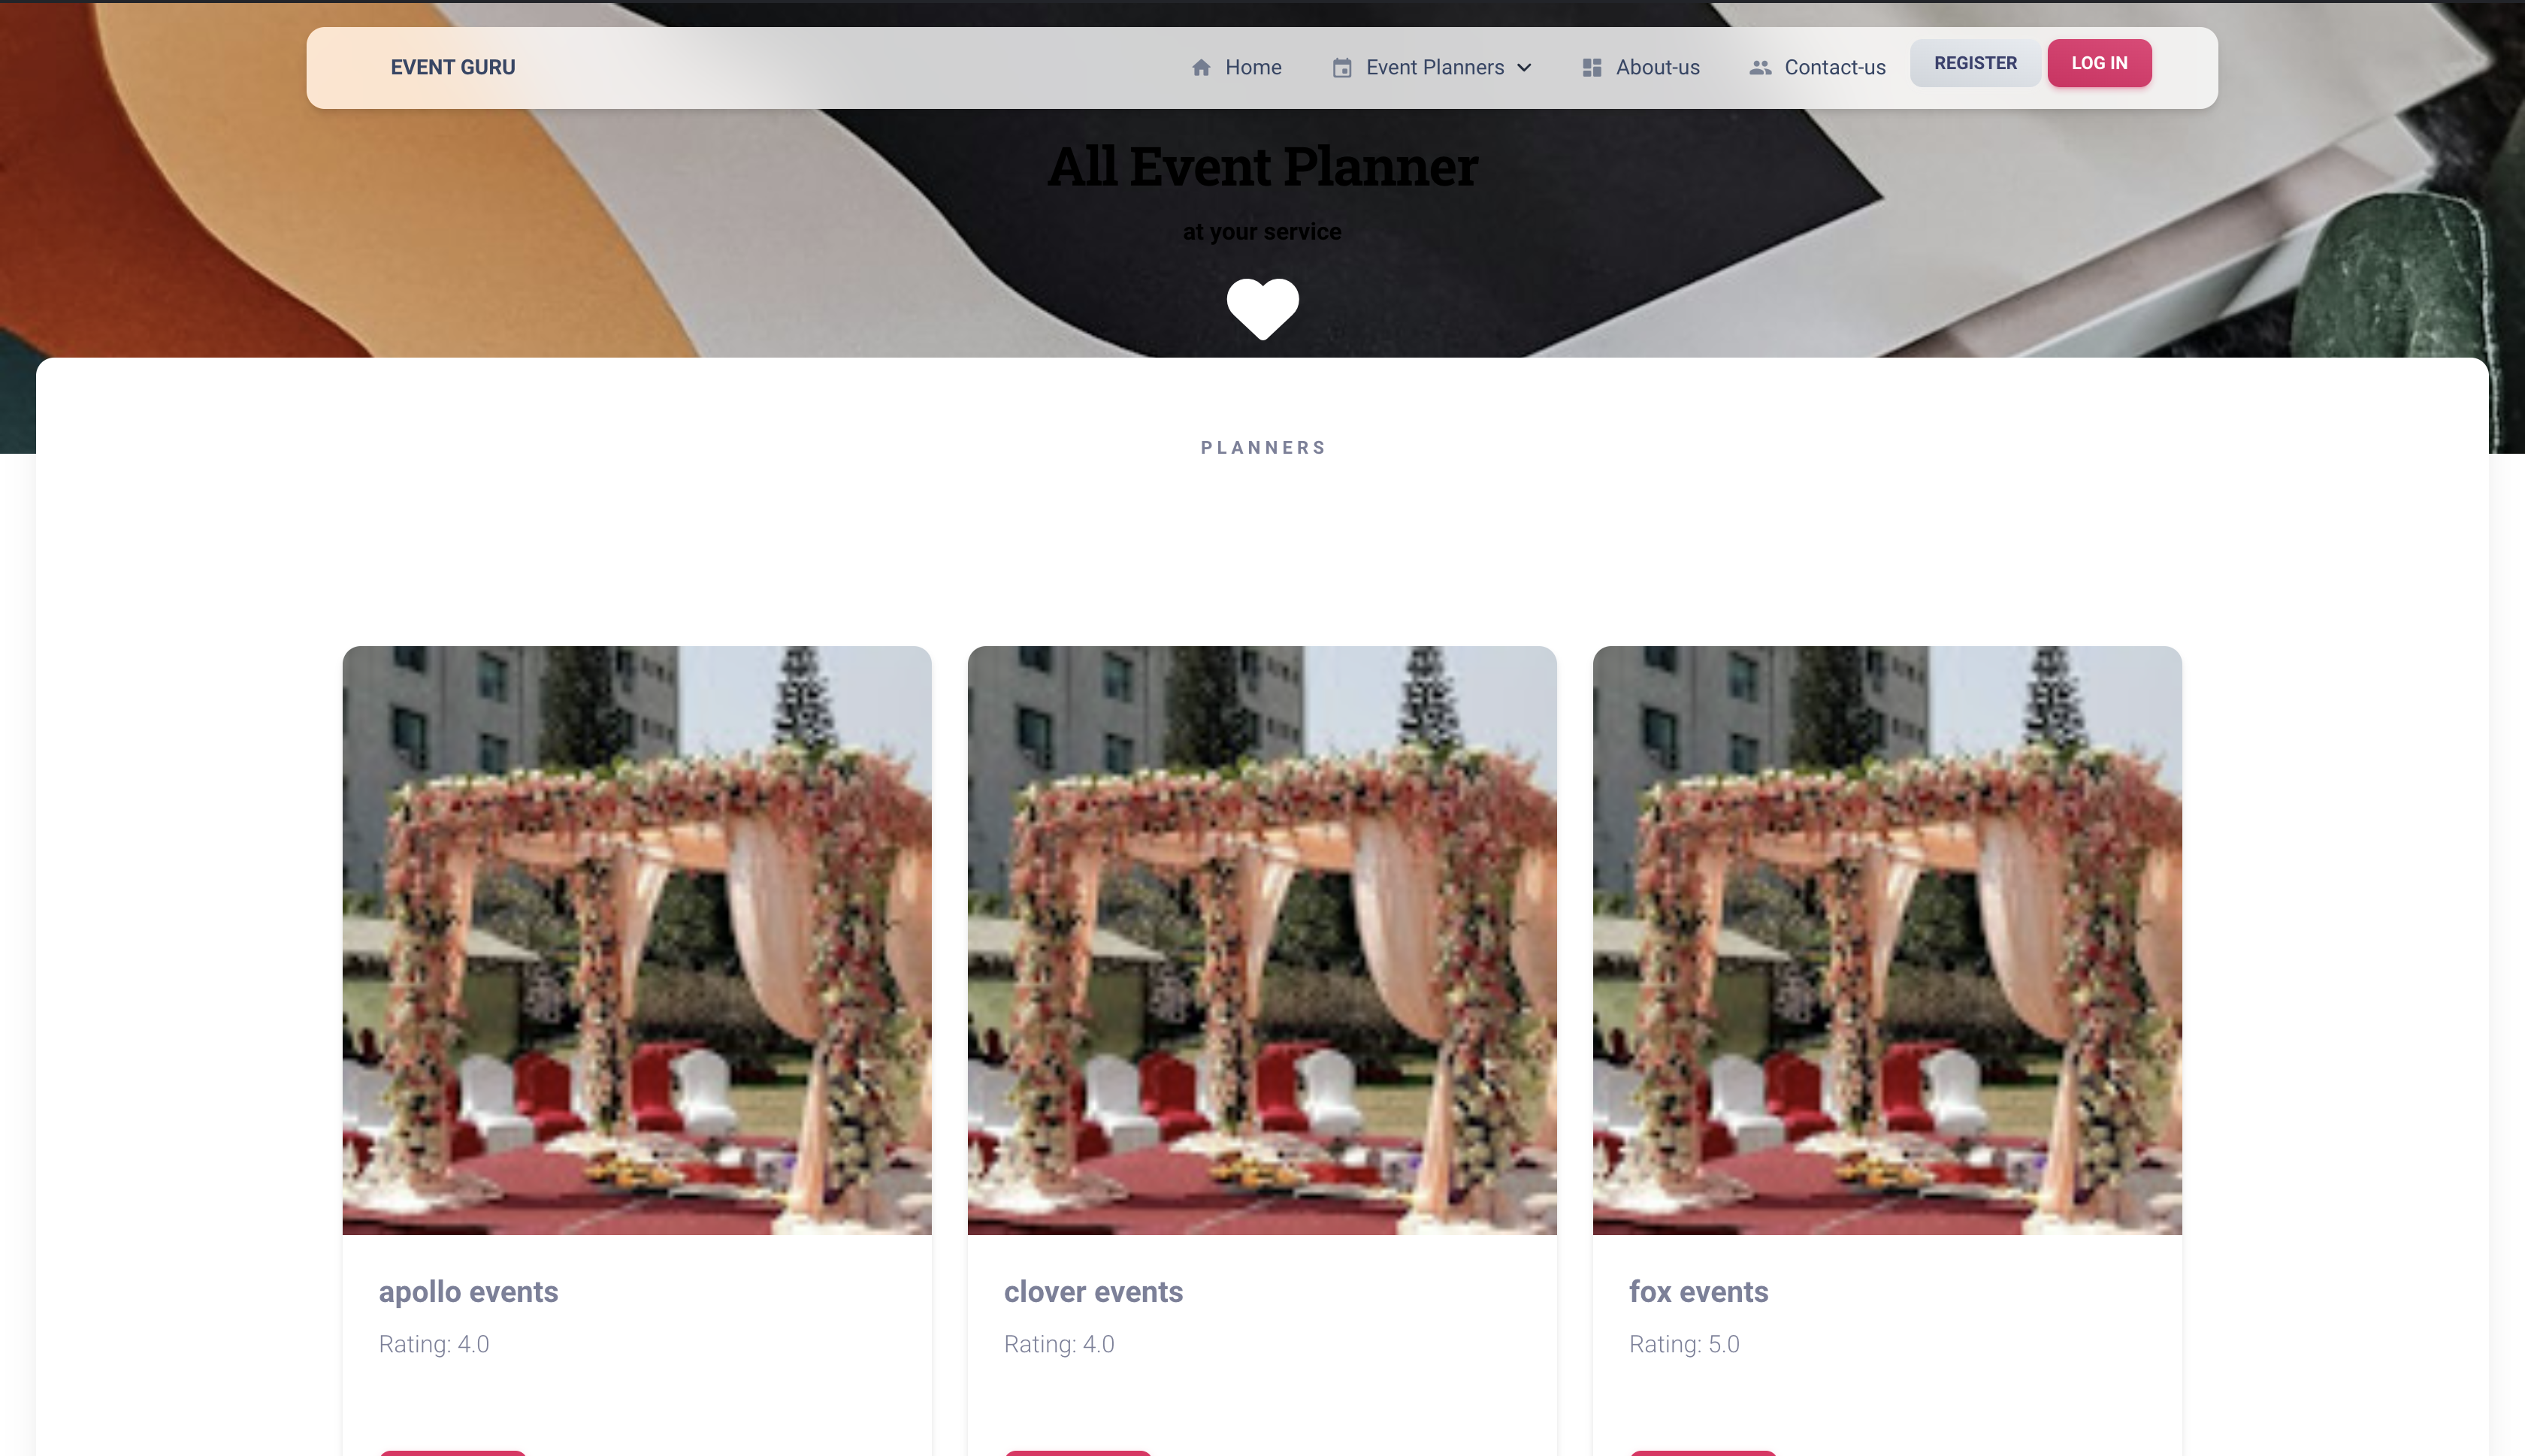 EVENT GURU
Home
Event Planners
About-us
Contact-us
REGISTER
LOG IN
All Event Planner
at your service
PLANNERS
apollo events
Rating: 4.0
clover events
Rating: 4.0
fox events
Rating: 5.0